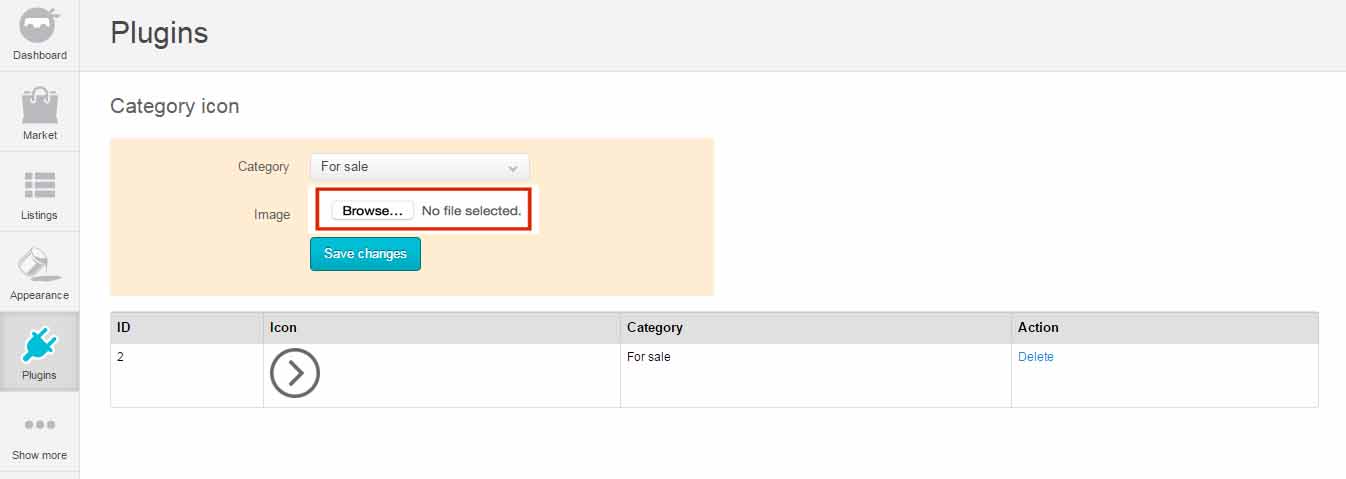 Plugins
Dashboard
Market
Listings
Appearance
Plugins
Show more
Category icon
Category For sale
Image Browse... No file selected.
Save changes
ID Icon Category Action
2 For sale Delete